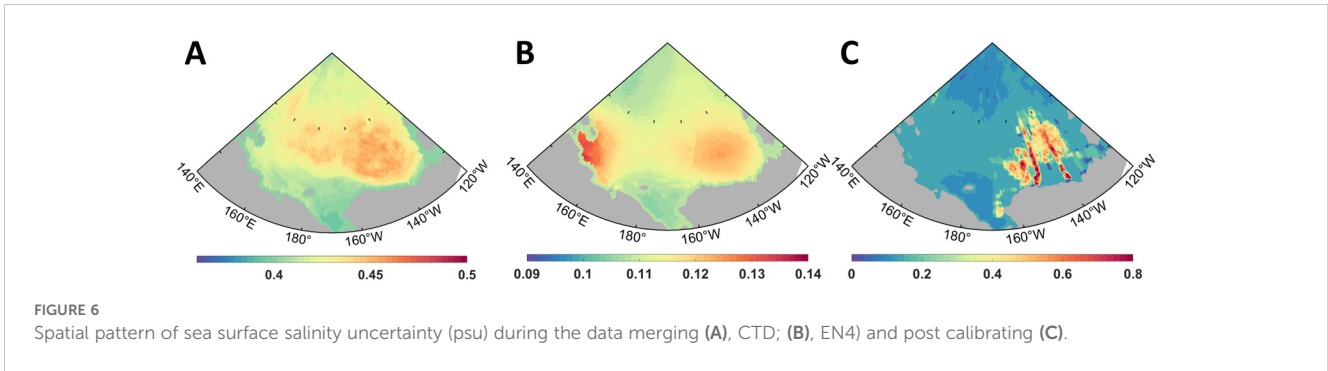 A
B
C
140°E
160°E
180°
160°W
140°W
120°W
140°E
160°E
180°
160°W
140°W
120°W
140°E
160°E
180°
160°W
140°W
120°W
0.4
0.45
0.5
0.09
0.1
0.11
0.12
0.13
0.14
0
0.2
0.4
0.6
0.8
FIGURE 6
Spatial pattern of sea surface salinity uncertainty (psu) during the data merging (A), CTD; (B), EN4) and post calibrating (C).